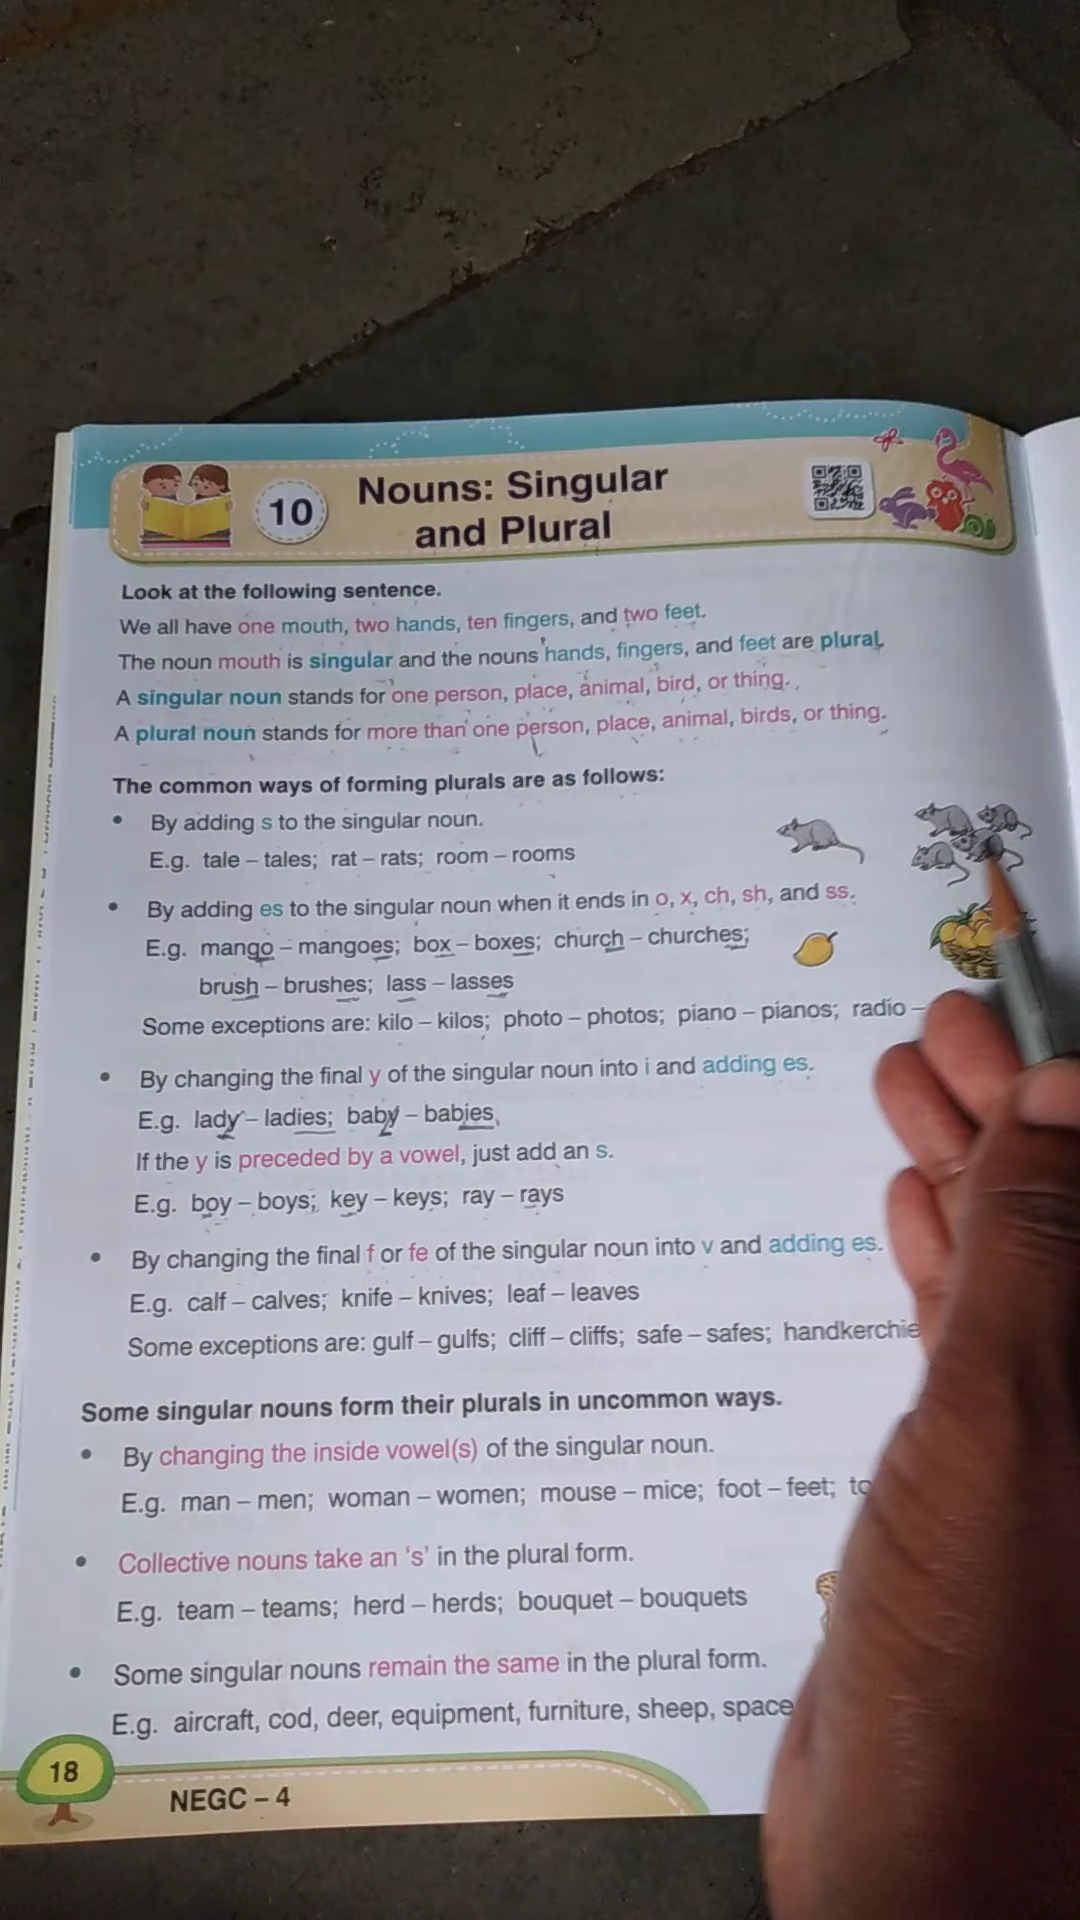 10
Nouns: Singular
and Plural
Look at the following sentence.
We all have one mouth, two hands, ten fingers, and two feet.
The noun mouth is singular and the nouns hands, fingers, and feet are plural.
A singular noun stands for one person, place, animal, bird, or thing.
A plural noun stands for more than one person, place, animal, birds, or thing.
The common ways of forming plurals are as follows:
• By adding s to the singular noun.
E.g. tale – tales; rat – rats; room – rooms
• By adding es to the singular noun when it ends in o, x, ch, sh, and ss.
E.g. mango – mangoes; box – boxes; church – churches;
brush – brushes; lass – lasses
Some exceptions are: kilo – kilos; photo – photos; piano – pianos; radio –
• By changing the final y of the singular noun into i and adding es.
E.g. lady – ladies; baby – babies,
If the y is preceded by a vowel, just add an s.
E.g. boy – boys; key – keys; ray – rays
• By changing the final f or fe of the singular noun into v and adding es.
E.g. calf – calves; knife – knives; leaf – leaves
Some exceptions are: gulf – gulfs; cliff – cliffs; safe – safes;
Some singular nouns form their plurals in uncommon ways.
• By changing the inside vowel(s) of the singular noun.
E.g. man – men; woman – women; mouse – mice; foot – feet;
• Collective nouns take an ‘s’ in the plural form.
E.g. team – teams; herd – herds; bouquet – bouquets
• Some singular nouns remain the same in the plural form.
E.g. aircraft, cod, deer, equipment, furniture, sheep,
18
NEGC – 4